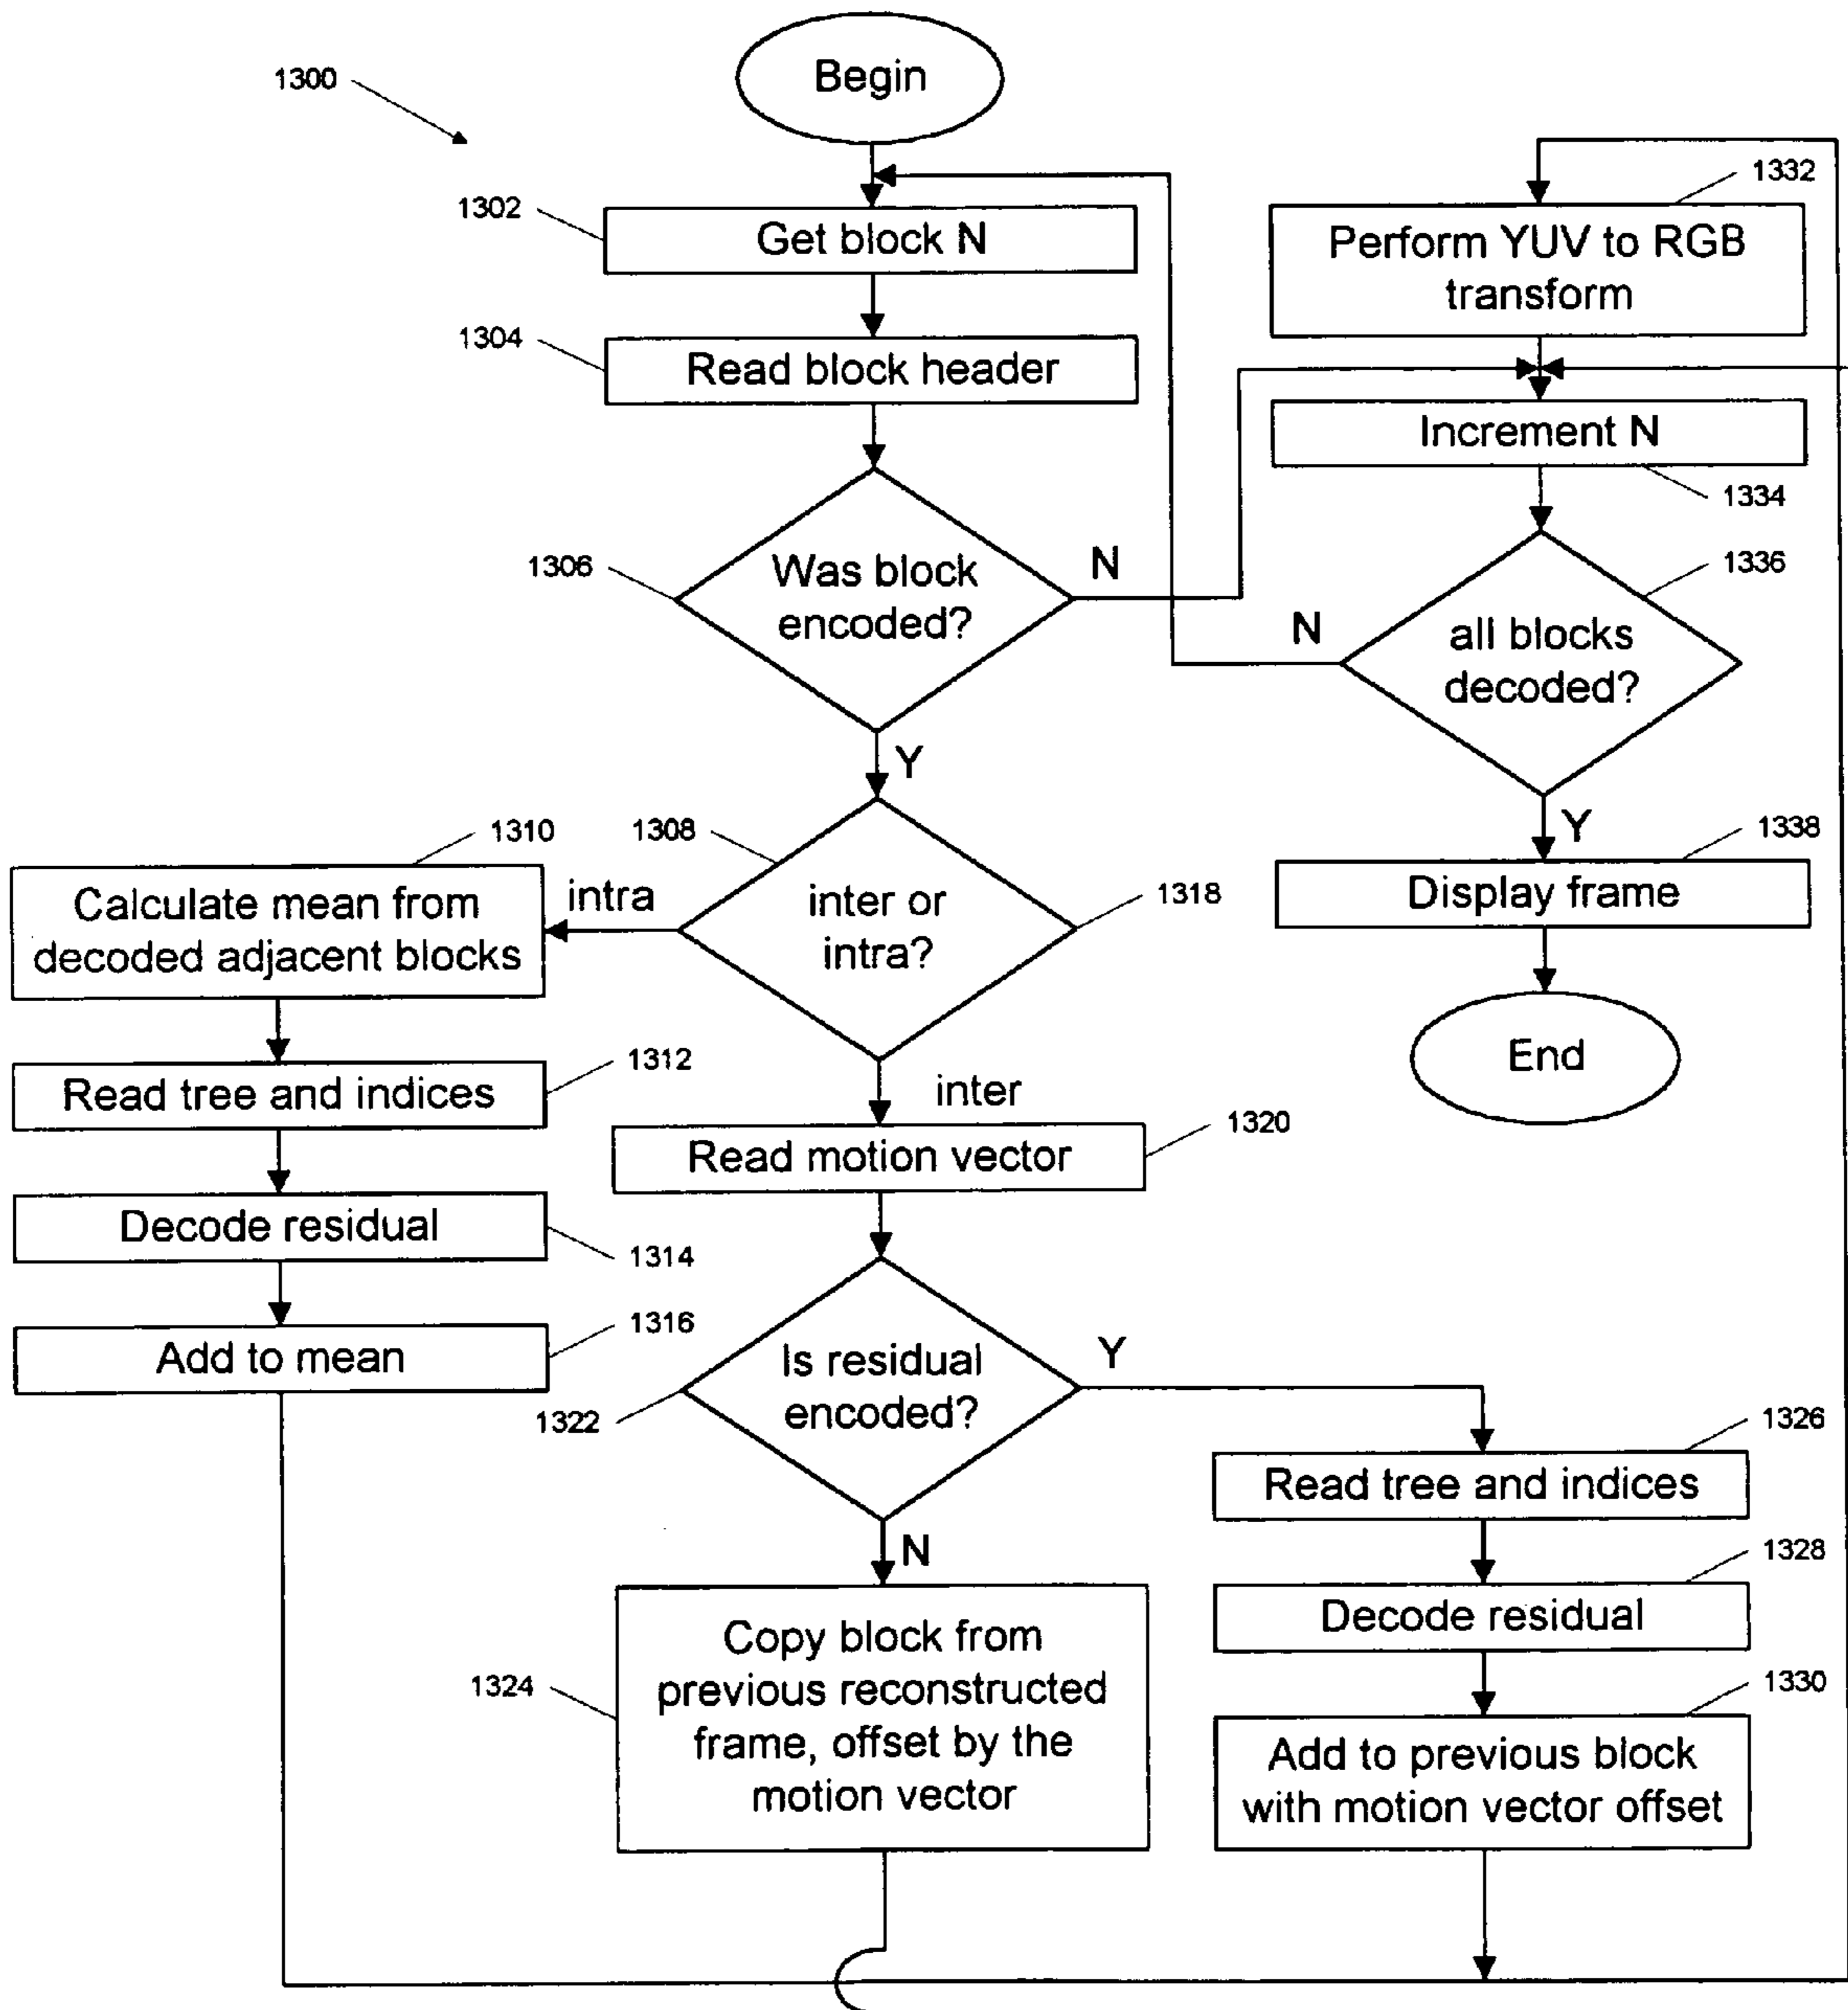 Begin
1300
1302
Get block N
1304
Read block header
1306
Was block
encoded?
N
Y
1308
inter or
intra?
1318
intra
inter
1310
Calculate mean from
decoded adjacent blocks
1312
Read tree and indices
Decode residual
1314
1316
Add to mean
1320
Read motion vector
Is residual
encoded?
1322
Y
N
1324
Copy block from
previous reconstructed
frame, offset by the
motion vector
1326
Read tree and indices
1328
Decode residual
1330
Add to previous block
with motion vector offset
1332
Perform YUV to RGB
transform
Increment N
1334
1336
all blocks
decoded?
N
Y
1338
Display frame
End